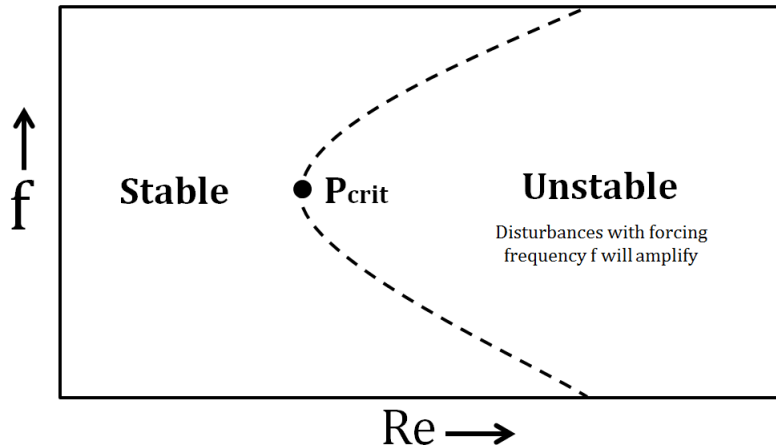 f
Stable
Pcrit
Unstable
Disturbances with forcing
frequency f will amplify
Re